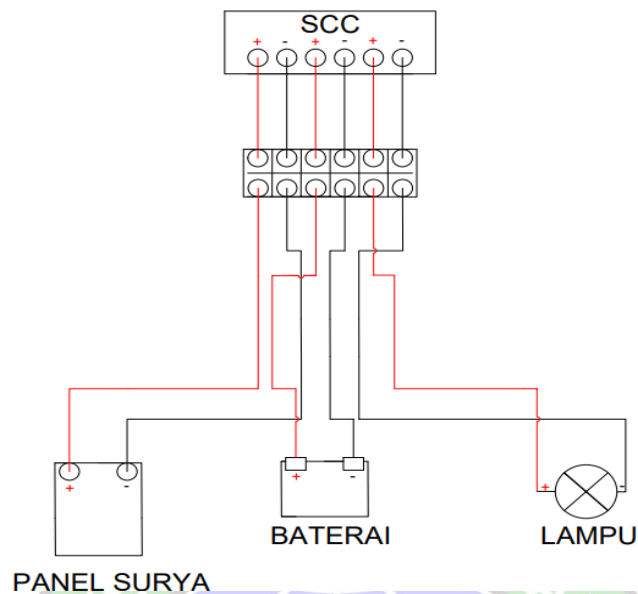 SCC
+ - + - + -
+ -
+ -
+ -
BATERAI
LAMPU
PANEL SURYA